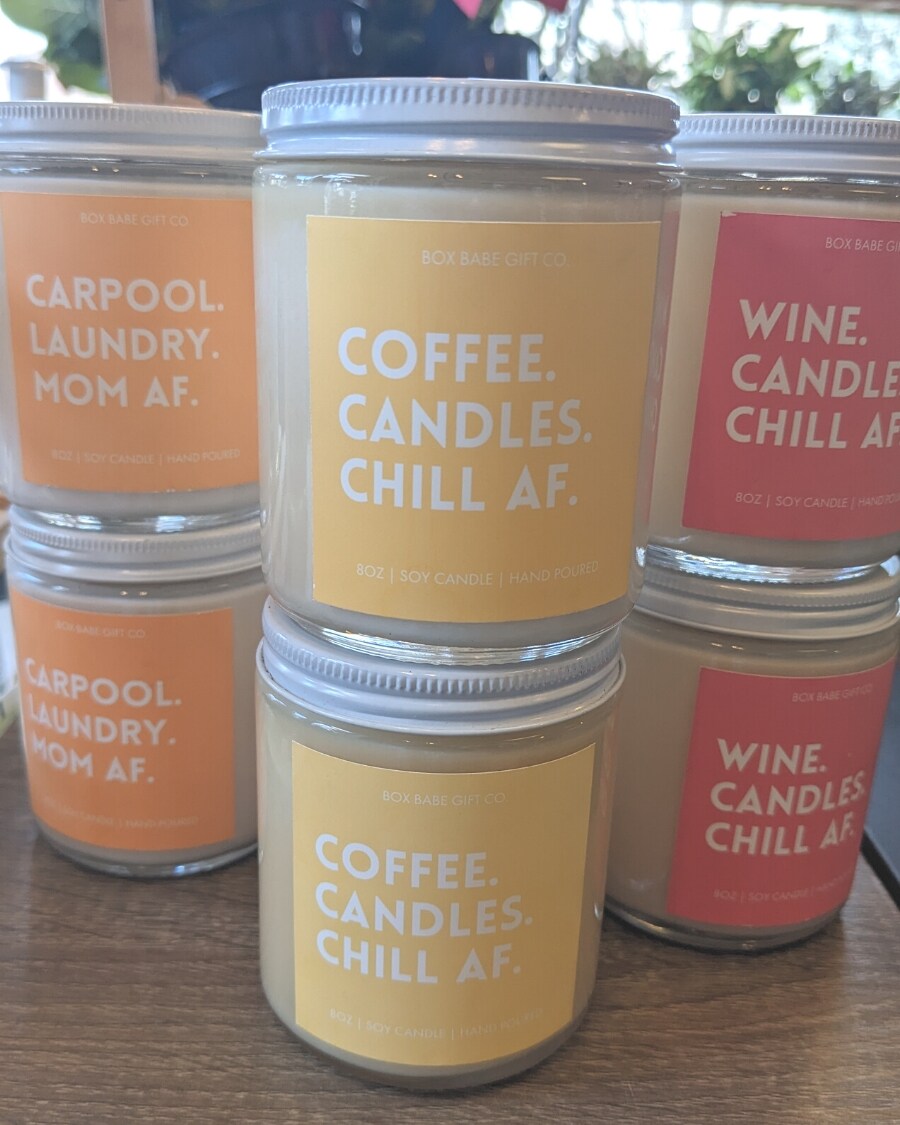 BOX BABE GIFT CO.
CARPOOL.
LAUNDRY.
MOM AF.
8OZ | SOY CANDLE | HAND POURED
BOX BABE GIFT CO.
COFFEE.
CANDLES.
CHILL AF.
8OZ | SOY CANDLE | HAND POURED
BOX BABE GI
WINE.
CANDLE
CHILL AF.
8OZ | SOY CANDLE | HAND POU
BOX BABE GIFT CO.
CARPOOL.
LAUNDRY.
MOM AF.
CANDLE | HAND POURED
BOX BABE GIFT CO.
COFFEE.
CANDLES.
CHILL AF.
8OZ | SOY CANDLE | HAND POURED
BOX BABE GIFT CO.
WINE.
CANDLES.
CHILL AF.
8OZ | SOY CANDLE |